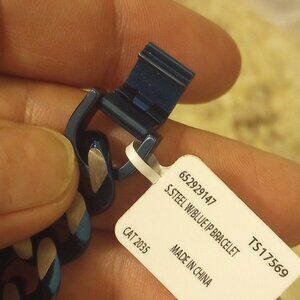 652929147
S.STEEL W/BLUE IP BRACELET
TS17569
CAT 2035
MADE IN CHINA